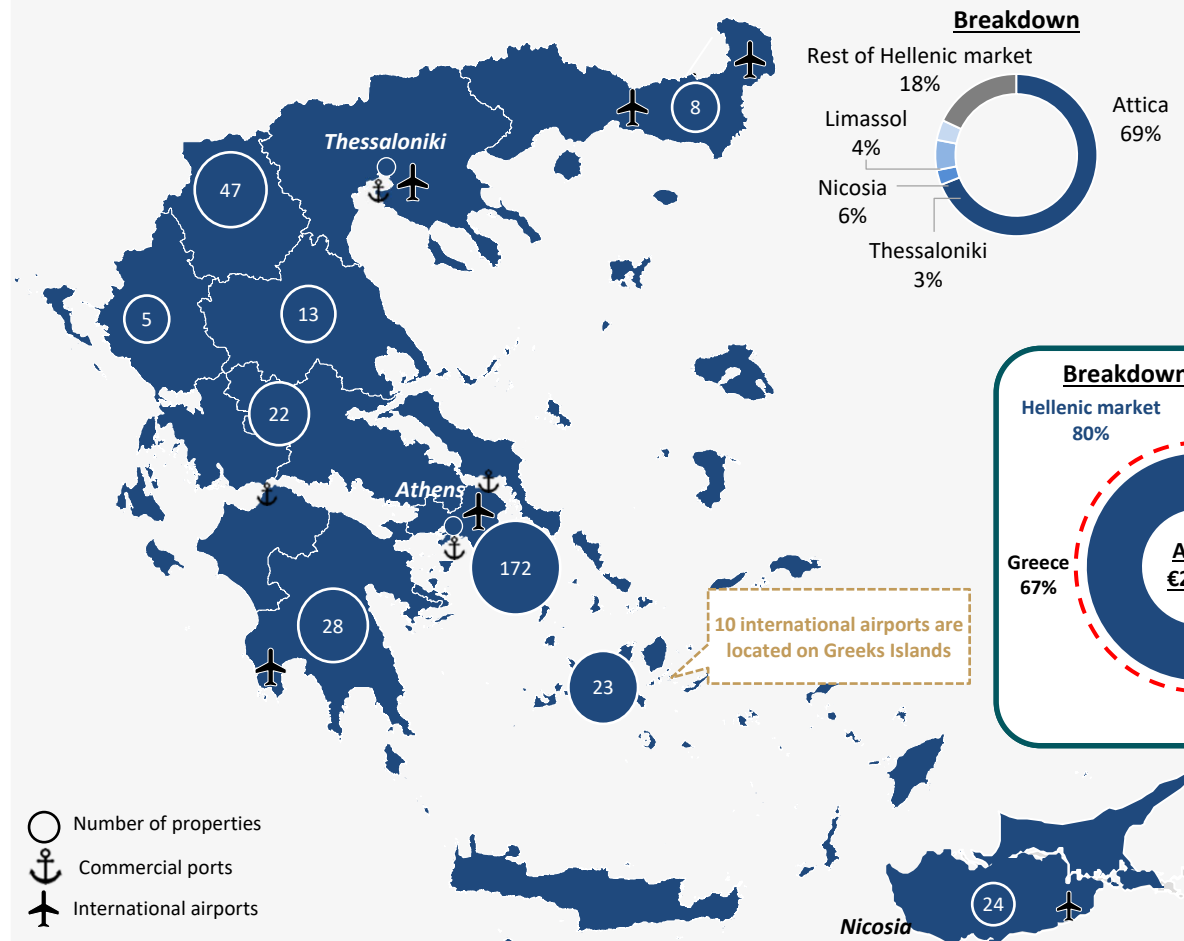 Breakdown
Rest of Hellenic market
18%
Attica
69%
Limassol
4%
Nicosia
6%
Thessaloniki
3%
8
Thessaloniki
47
5
13
22
Athens
172
28
23
10 international airports are
located on Greeks Islands
Breakdown
Hellenic market
80%
Greece
67%
A
€2
Number of properties
Commercial ports
International airports
24
Nicosia